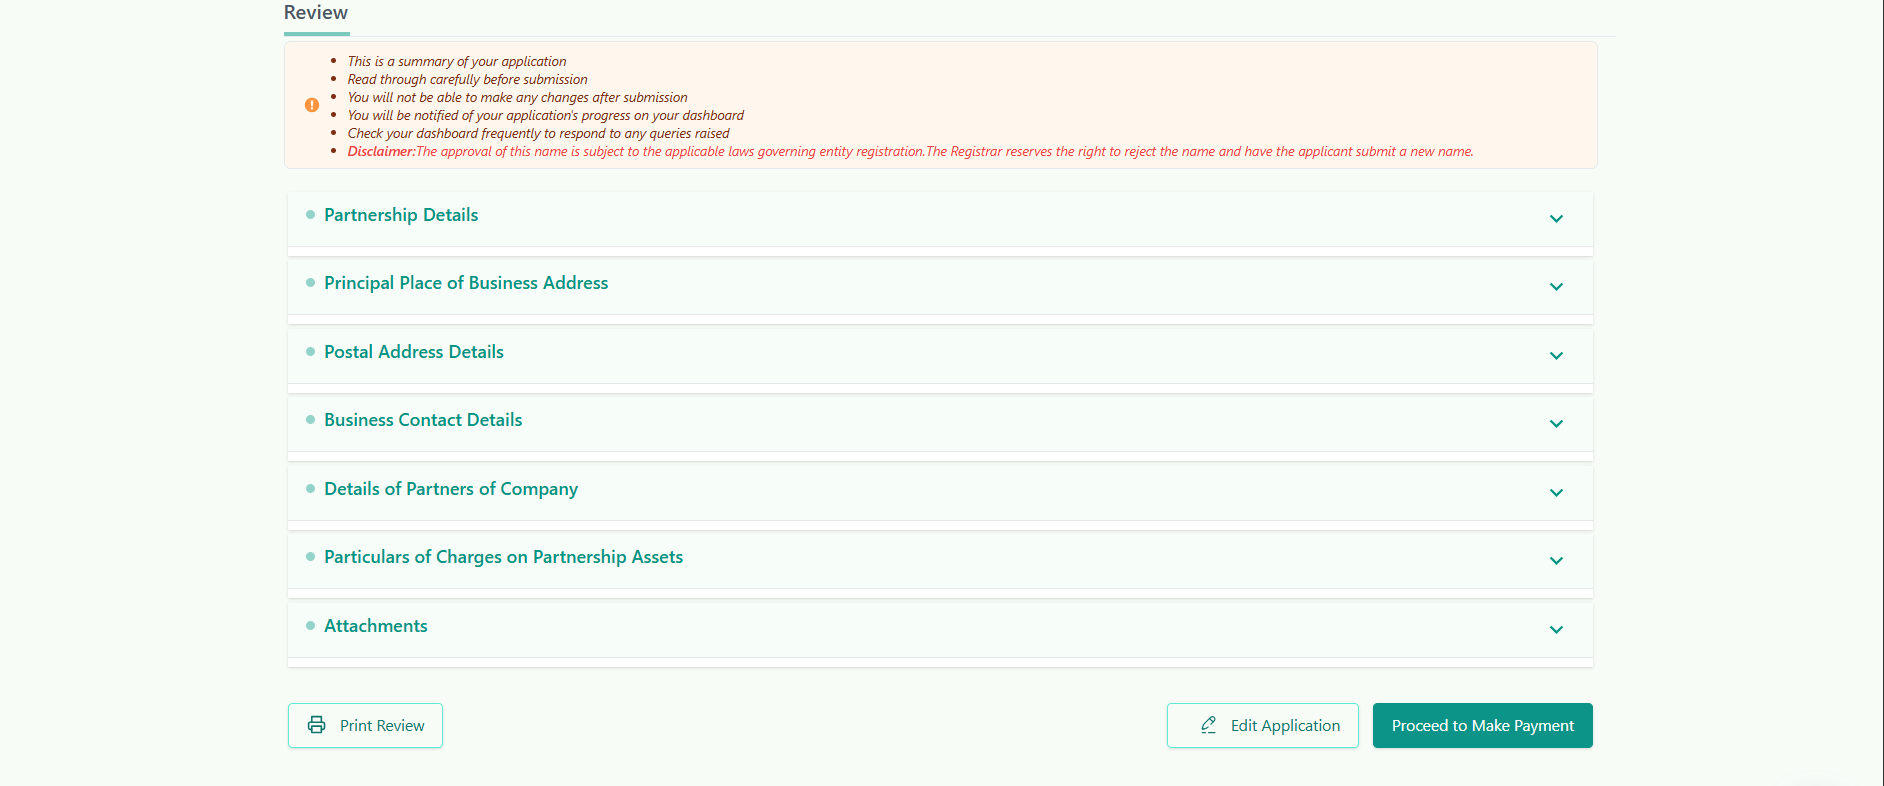 Review
This is a summary of your application
Read through carefully before submission
You will not be able to make any changes after submission
You will be notified of your application's progress on your dashboard
Check your dashboard frequently to respond to any queries raised
Disclaimer:The approval of this name is subject to the applicable laws governing entity registration.The Registrar reserves the right to reject the name and have the applicant submit a new name.
Partnership Details
Principal Place of Business Address
Postal Address Details
Business Contact Details
Details of Partners of Company
Particulars of Charges on Partnership Assets
Attachments
Print Review
Edit Application
Proceed to Make Payment